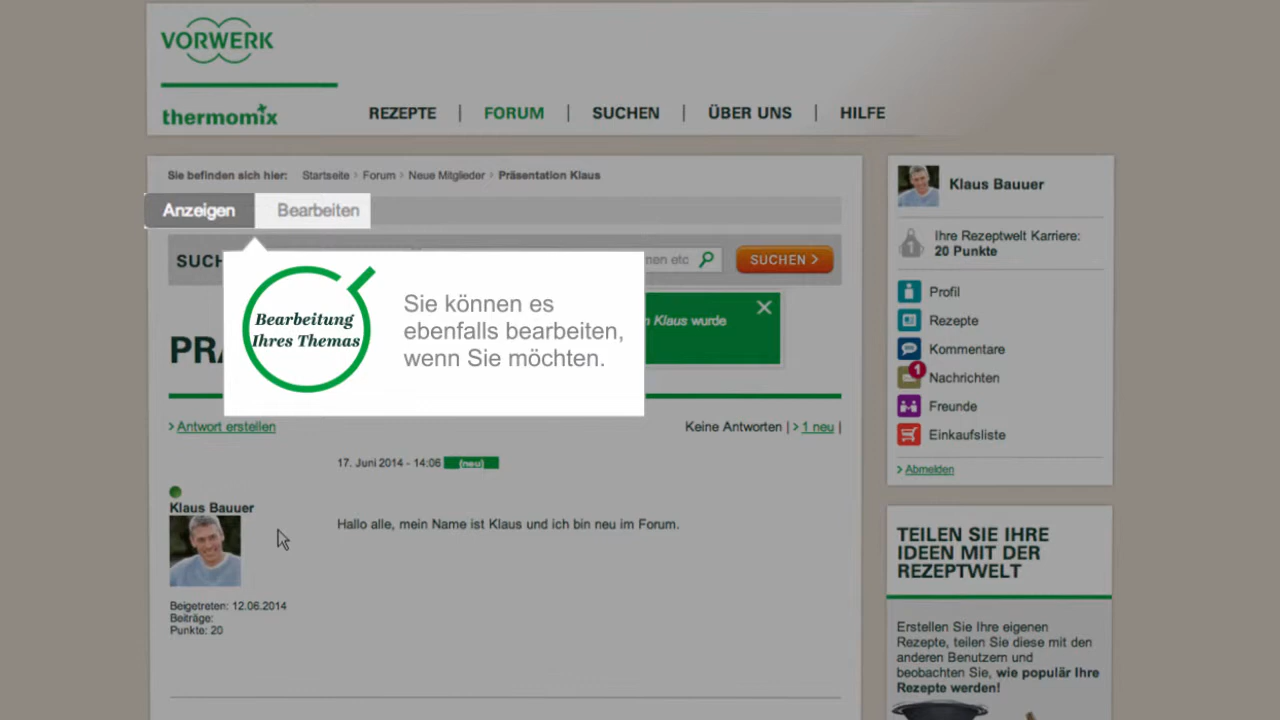 VORWERK
thermomix
REZEPTE | FORUM | SUCHEN | ÜBER UNS | HILFE
Sie befinden sich hier: Startseite > Forum > Neue Mitglieder > Präsentation Klaus
Anzeigen Bearbeiten
SUCHEN >
Bearbeitung
Ihres Themas
Sie können es
ebenfalls bearbeiten,
wenn Sie möchten.
Klaus wurde
> Antwort erstellen
Keine Antworten | > 1 neu |
17. Juni 2014 - 14:06 (neu)
Klaus Bauuer
Hallo alle, mein Name ist Klaus und ich bin neu im Forum.
Beigetreten: 12.06.2014
Beiträge:
Punkte: 20
Klaus Bauuer
1
Ihre Rezeptwelt Karriere:
20 Punkte
Profil
Rezepte
Kommentare
1
Nachrichten
Freunde
Einkaufsliste
> Abmelden
TEILEN SIE IHRE
IDEEN MIT DER
REZEPTWELT
Erstellen Sie Ihre eigenen
Rezepte, teilen Sie diese mit den
anderen Benutzern und
beobachten Sie, wie populär Ihre
Rezepte werden!